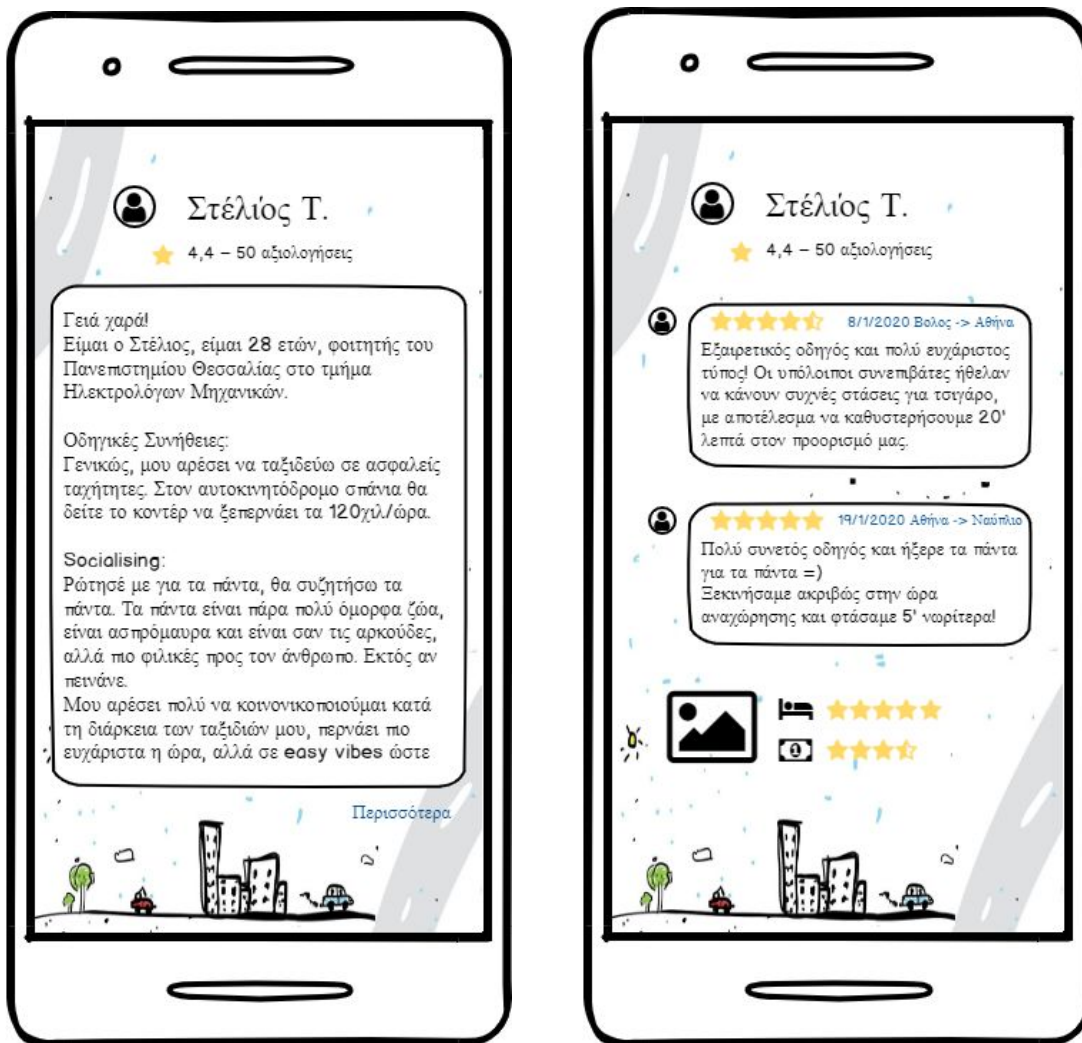 Στέλιος Τ.
4,4 – 50 αξιολογήσεις
Γειά χαρά!
Είμαι ο Στέλιος, είμαι 28 ετών, φοιτητής του
Πανεπιστημίου Θεσσαλίας στο τμήμα
Ηλεκτρολόγων Μηχανικών.
Οδηγικές Συνήθειες:
Γενικώς, μου αρέσει να ταξιδεύω σε ασφαλείς
ταχήτητες. Στον αυτοκινητόδρομο σπάνια θα
δείτε το κοντέρ να ξεπερνάει τα 120χιλ/ώρα.
Socialising:
Ρώτησέ με για τα πάντα, θα συζητήσω τα
πάντα. Τα πάντα είναι πάρα πολύ όμορφα ζώα,
είναι ασπρόμαυρα και είναι σαν τις αρκούδες,
αλλά πιο φιλικές προς τον άνθρωπο. Εκτός αν
πεινάνε.
Μου αρέσει πολύ να κοινονικοποιούμαι κατά
τη διάρκεια των ταξιδιών μου, περνάει πιο
ευχάριστα η ώρα, αλλά σε easy vibes ώστε
Περισσότερα
Στέλιος Τ.
4,4 – 50 αξιολογήσεις
8/1/2020 Βολος -> Αθήνα
Εξαιρετικός οδηγός και πολύ ευχάριστος
τύπος! Οι υπόλοιποι συνεπιβάτες ήθελαν
να κάνουν συχνές στάσεις για τσιγάρο,
με αποτέλεσμα να καθυστερήσουμε 20'
λεπτά στον προορισμό μας.
19/1/2020 Αθήνα -> Ναύπλιο
Πολύ συνετός οδηγός και ήξερε τα πάντα
για τα πάντα =)
Ξεκινήσαμε ακριβώς στην ώρα
αναχώρησης και φτάσαμε 5' νωρίτερα!